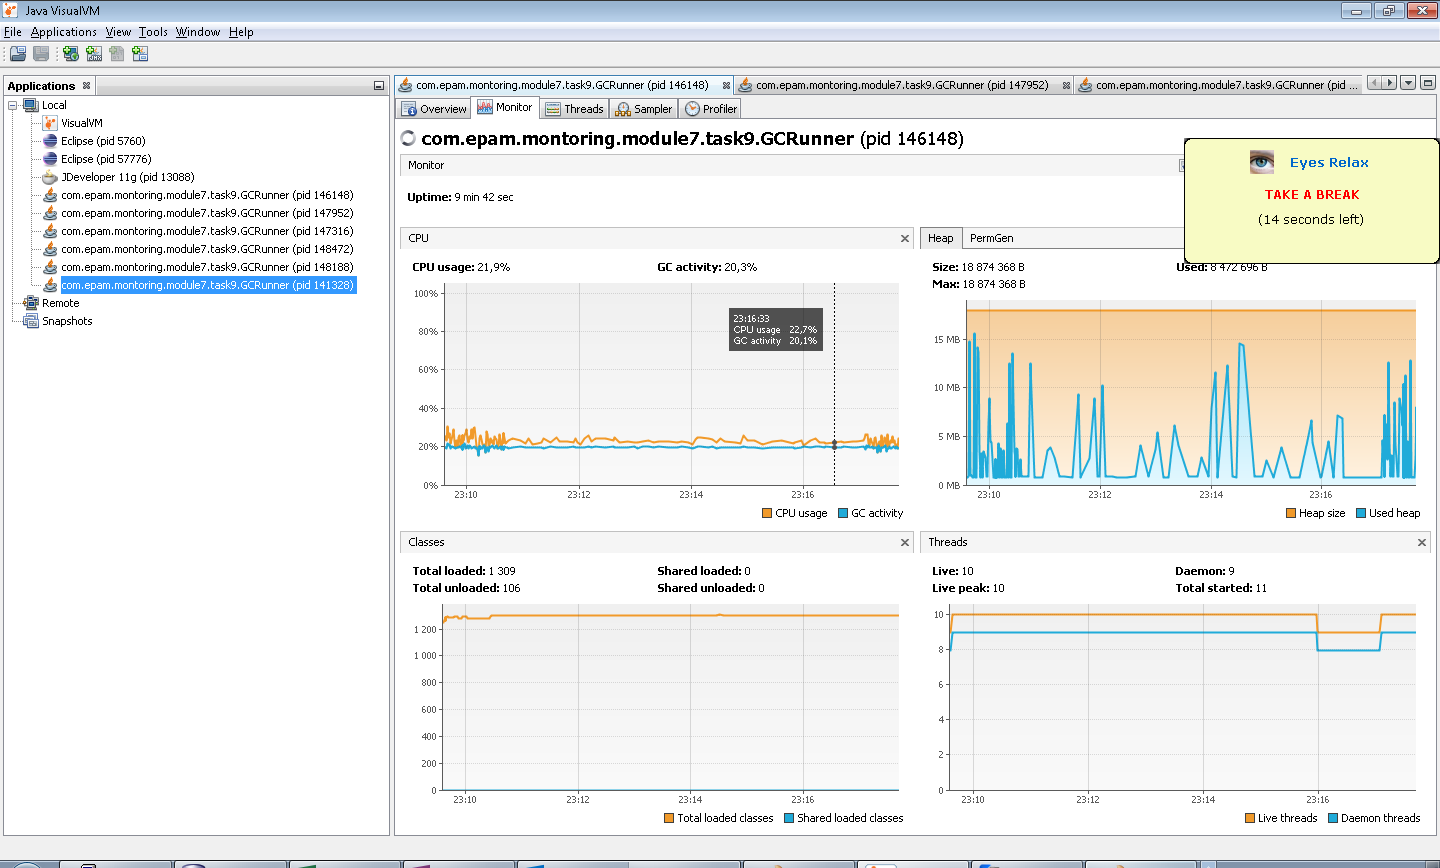 Java VisualVM
File Applications View Tools Window Help
Applications
Local
VisualVM
Eclipse (pid 5760)
Eclipse (pid 57776)
JDeveloper 11g (pid 13088)
com.epam.montoring.module7.task9.GCRunner (pid 146148)
com.epam.montoring.module7.task9.GCRunner (pid 147952)
com.epam.montoring.module7.task9.GCRunner (pid 147316)
com.epam.montoring.module7.task9.GCRunner (pid 148472)
com.epam.montoring.module7.task9.GCRunner (pid 148188)
com.epam.montoring.module7.task9.GCRunner (pid 141328)
Remote
Snapshots
com.epam.montoring.module7.task9.GCRunner (pid 146148)
com.epam.montoring.module7.task9.GCRunner (pid 147952)
com.epam.montoring.module7.task9.GCRunner (pid ...
Overview Monitor Threads Sampler Profiler
com.epam.montoring.module7.task9.GCRunner (pid 146148)
Monitor
Uptime: 9 min 42 sec
Eyes Relax
TAKE A BREAK
(14 seconds left)
CPU
CPU usage: 21,9% GC activity: 20,3%
100%
80%
60%
40%
20%
0%
23:16:33
CPU usage 22,7%
GC activity 20,1%
23:10 23:12 23:14 23:16
CPU usage GC activity
Heap PermGen
Size: 18 874 368 B Used: 8 472 696 B
Max: 18 874 368 B
15 MB
10 MB
5 MB
0 MB
23:10 23:12 23:14 23:16
Heap size Used heap
Classes
Total loaded: 1 309 Shared loaded: 0
Total unloaded: 106 Shared unloaded: 0
1 200
1 000
800
600
400
200
0
23:10 23:12 23:14 23:16
Total loaded classes Shared loaded classes
Threads
Live: 10 Daemon: 9
Live peak: 10 Total started: 11
10
8
6
4
2
0
23:10 23:12 23:14 23:16
Live threads Daemon threads